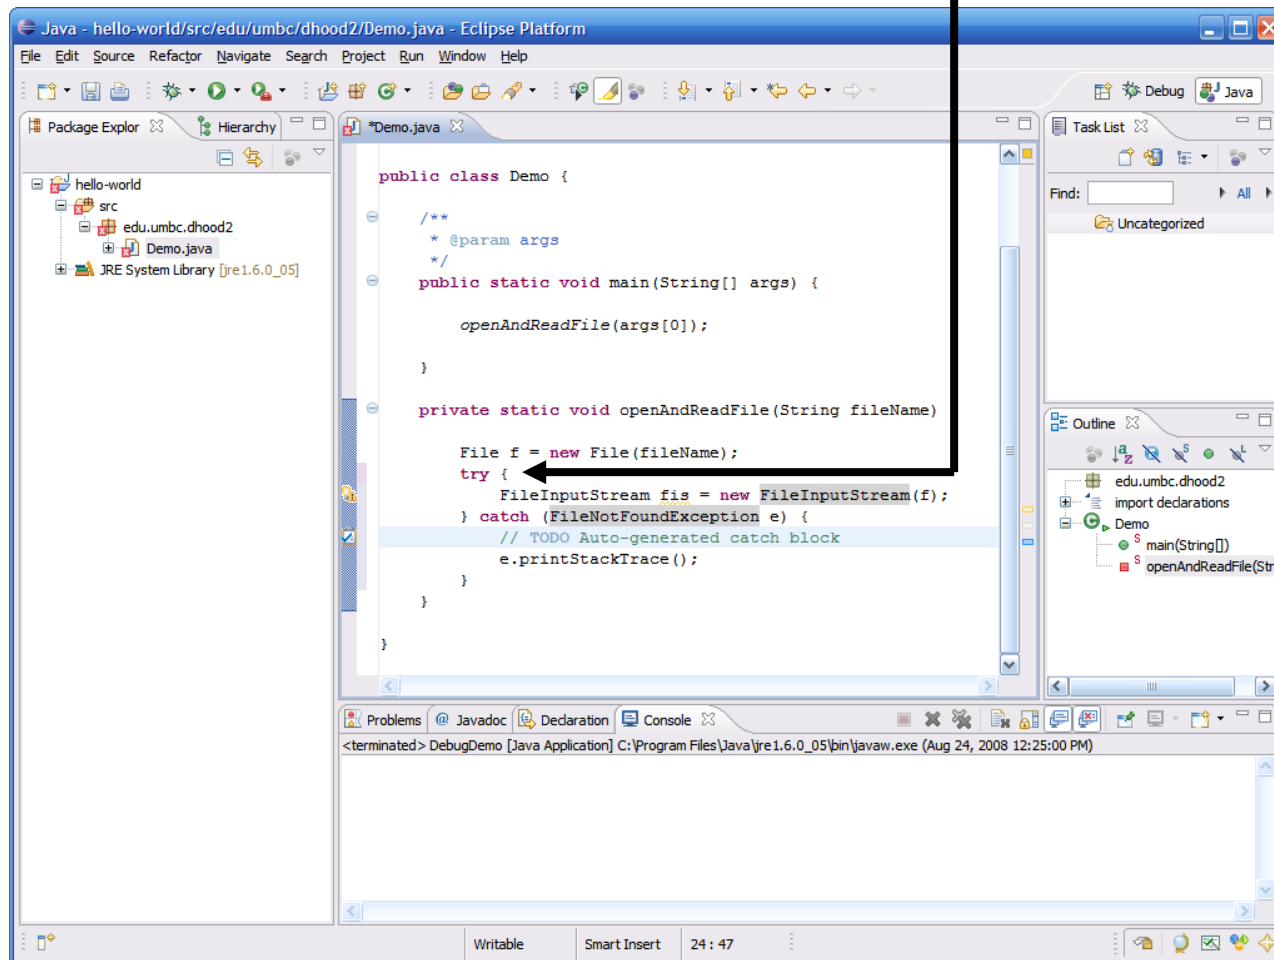 Java - hello-world/src/edu/umbc/dhood2/Demo.java - Eclipse Platform
File Edit Source Refactor Navigate Search Project Run Window Help
Debug Java
Package Explor Hierarchy
*Demo.java
Task List
hello-world
src
edu.umbc.dhood2
Demo.java
JRE System Library [jre1.6.0_05]
public class Demo {
/**
* @param args
*/
public static void main(String[] args) {
openAndReadFile(args[0]);
}
private static void openAndReadFile(String fileName)
File f = new File(fileName);
try {
FileInputStream fis = new FileInputStream(f);
} catch (FileNotFoundException e) {
// TODO Auto-generated catch block
e.printStackTrace();
}
}
}
Find: All
Uncategorized
Outline
edu.umbc.dhood2
import declarations
Demo
main(String[])
openAndReadFile(Str
Problems @ Javadoc Declaration Console
<terminated> DebugDemo [Java Application] C:\Program Files\Java\jre1.6.0_05\bin\javaw.exe (Aug 24, 2008 12:25:00 PM)
Writable Smart Insert 24 : 47